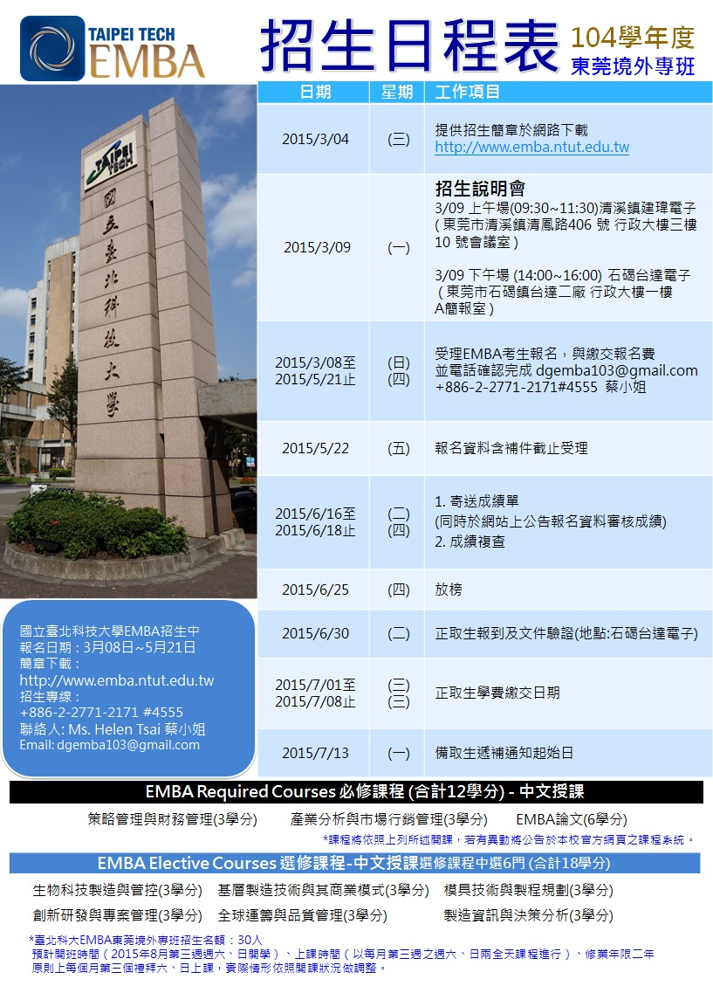 TAIPEI TECH
EMBA
招生日程表
104學年度
東莞境外專班
日期 星期 工作項目
2015/3/04 (三) 提供招生簡章於網路下載
http://www.emba.ntut.edu.tw
2015/3/09 (一) 招生說明會
3/09 上午場(09:30~11:30)清溪鎮建瑋電子
( 東莞市清溪鎮清鳳路406 號 行政大樓三樓
10 號會議室 )
3/09 下午場 (14:00~16:00) 石碣台達電子
( 東莞市石碣鎮台達二廠 行政大樓一樓
A簡報室 )
2015/3/08至 (日) 受理EMBA考生報名，與繳交報名費
2015/5/21止 (四) 並電話確認完成 dgemba103@gmail.com
+886-2-2771-2171#4555 蔡小姐
2015/5/22 (五) 報名資料含補件截止受理
2015/6/16至 (二) 1. 寄送成績單
2015/6/18止 (四) (同時於網站上公告報名資料審核成績)
2. 成績複查
2015/6/25 (四) 放榜
2015/6/30 (二) 正取生報到及文件驗證(地點:石碣台達電子)
2015/7/01至 (三) 正取生學費繳交日期
2015/7/08止 (三)
2015/7/13 (一) 備取生遞補通知起始日
TAIPEI
TECH
國立臺北科技大學
國立臺北科技大學EMBA招生中
報名日期 : 3月08日~5月21日
簡章下載 :
http://www.emba.ntut.edu.tw
招生專線 :
+886-2-2771-2171 #4555
聯絡人: Ms. Helen Tsai 蔡小姐
Email: dgemba103@gmail.com
EMBA Required Courses 必修課程 (合計12學分) - 中文授課
策略管理與財務管理(3學分) 產業分析與市場行銷管理(3學分) EMBA論文(6學分)
*課程將依照上列所述開課，若有異動將公告於本校官方網頁之課程系統。
EMBA Elective Courses 選修課程-中文授課選修課程中選6門 (合計18學分)
生物科技製造與管控(3學分) 基層製造技術與其商業模式(3學分) 模具技術與製程規劃(3學分)
創新研發與專案管理(3學分) 全球運籌與品質管理(3學分) 製造資訊與決策分析(3學分)
*臺北科大EMBA東莞境外專班招生名額：30人
預計開班時間（2015年8月第三週週六、日開學）、上課時間（以每月第三週之週六、日兩全天課程進行）、修業年限二年
原則上每個月第三個禮拜六、日上課，實際情形依照開課狀況做調整。